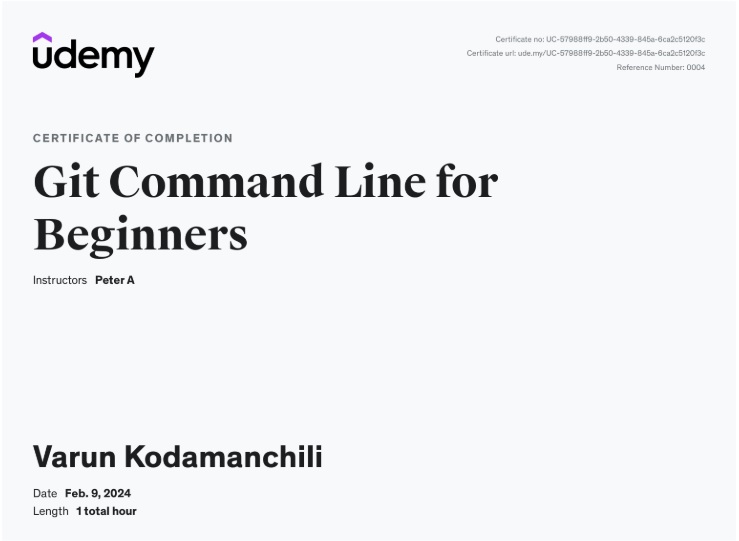 udemy
Certificate no: UC-57988ff9-2b50-4339-845a-6ca2c5120f3c
Certificate url: ude.my/UC-57988ff9-2b50-4339-845a-6ca2c5120f3c
Reference Number: 0004
CERTIFICATE OF COMPLETION
Git Command Line for
Beginners
Instructors Peter A
Varun Kodamanchili
Date Feb. 9, 2024
Length 1 total hour